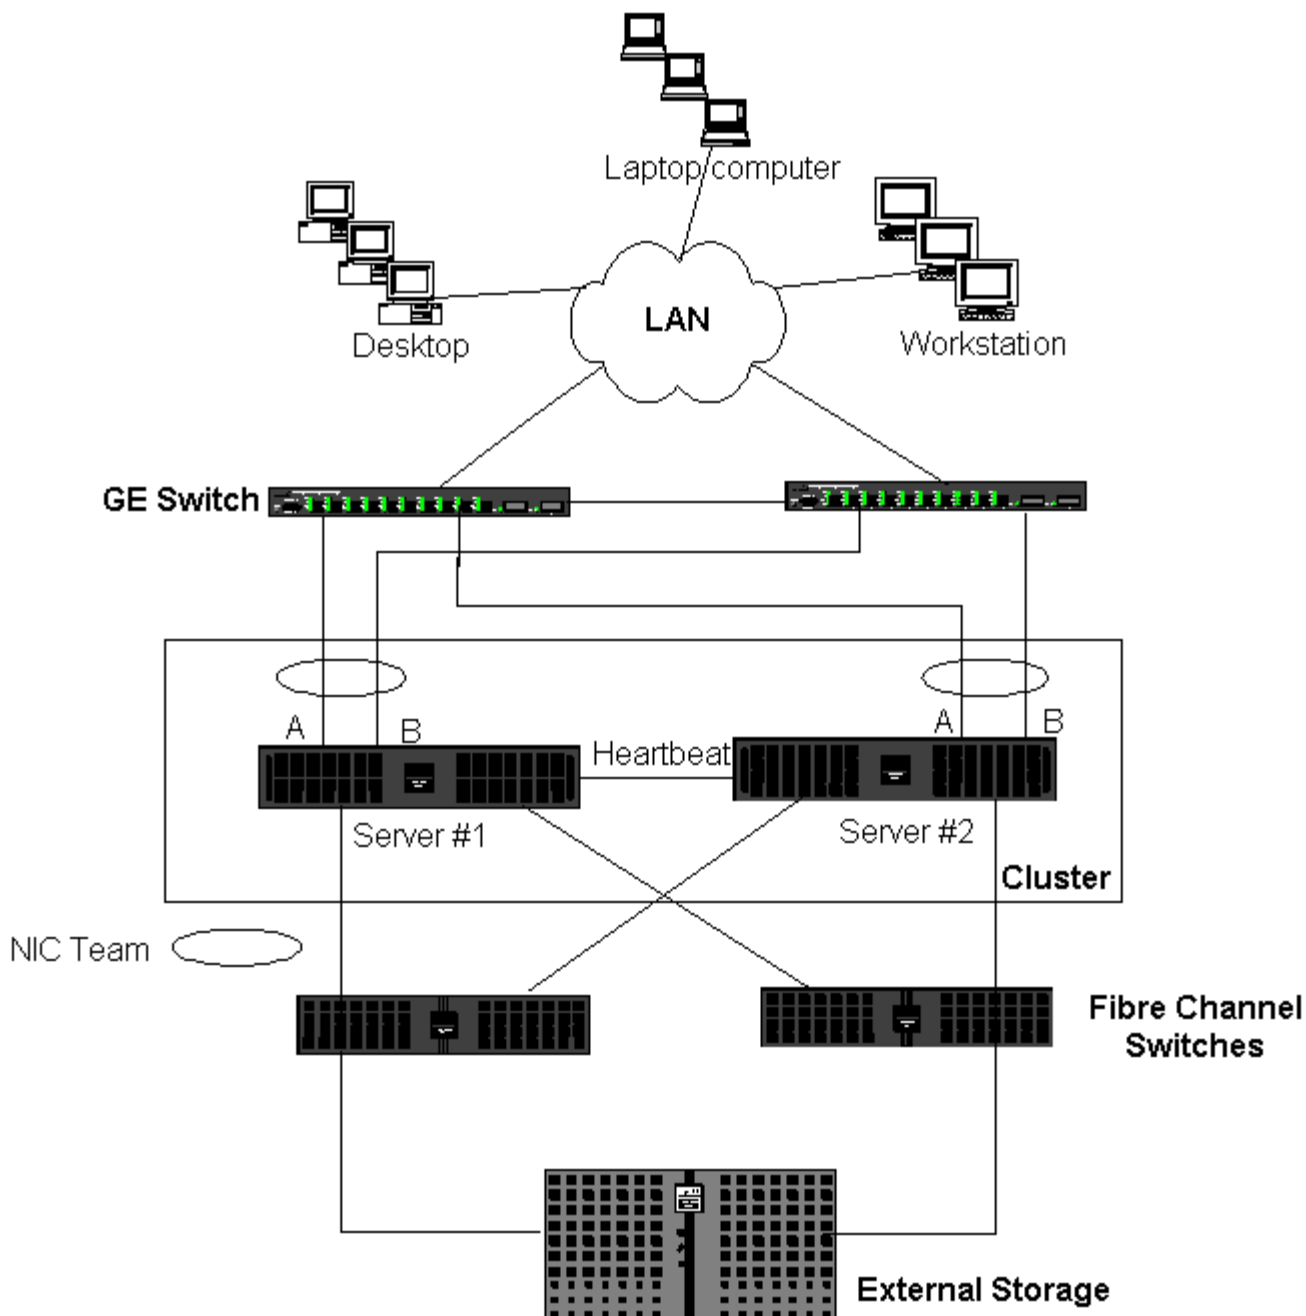 Laptop computer
LAN
Desktop
Workstation
GE Switch
A
B
A
B
Heartbeat
Server #1
Server #2
Cluster
NIC Team
Fibre Channel
Switches
External Storage